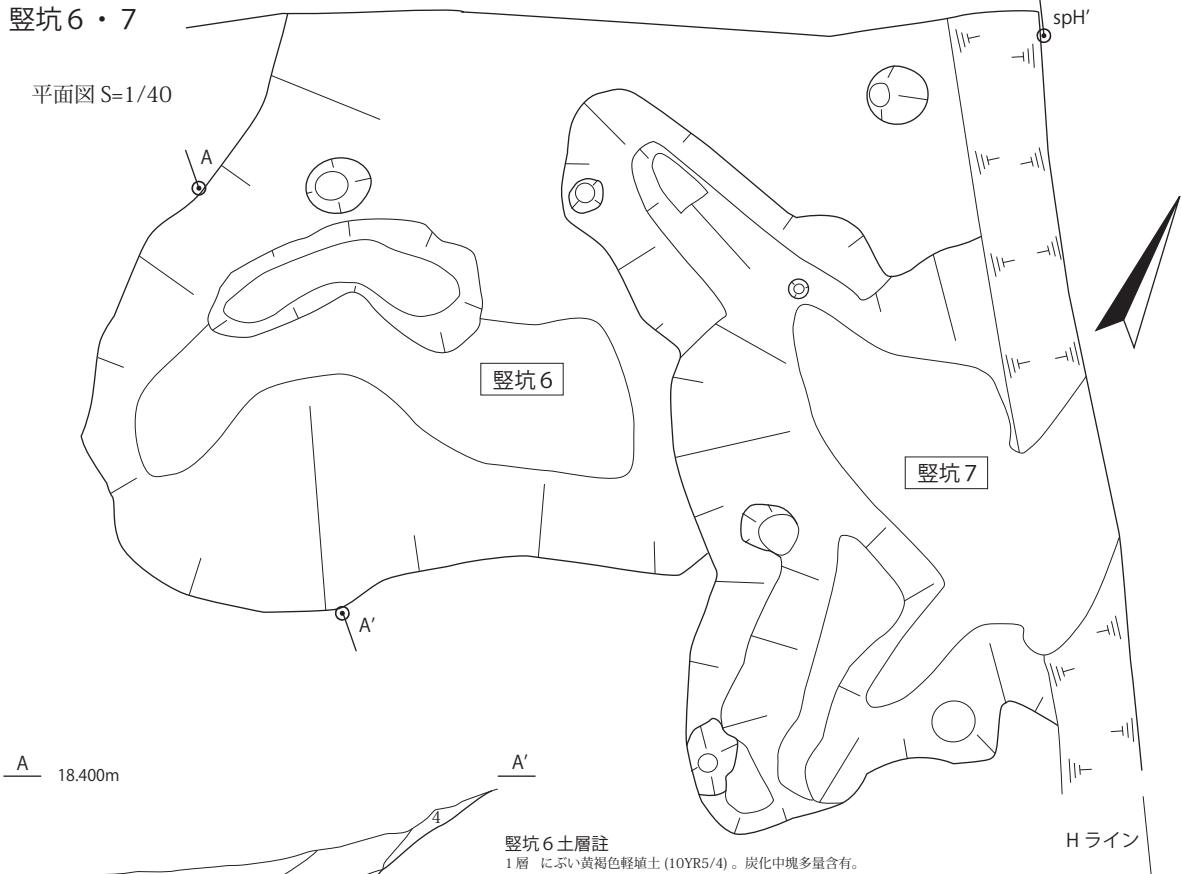 竪坑６・７
spH’
平面図 S=1/40
A
竪坑６
竪坑７
A’
A 18.400m A’
4
竪坑６土層註
1 層 にぶい黄褐色軽埴土 (10YR5/4) 。炭化中塊多量含有。
H ライン